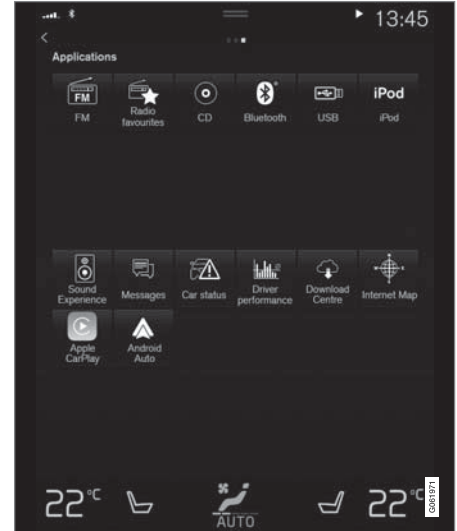 13:45
Applications
FM
iPod
FM
Radio
favourites
CD
Bluetooth
USB
iPod
Sound
Experience
Messages
Car status
Driver
performance
Download
Centre
Internet Map
Apple
CarPlay
Android
Auto
22°C
AUTO
22°C
G061971